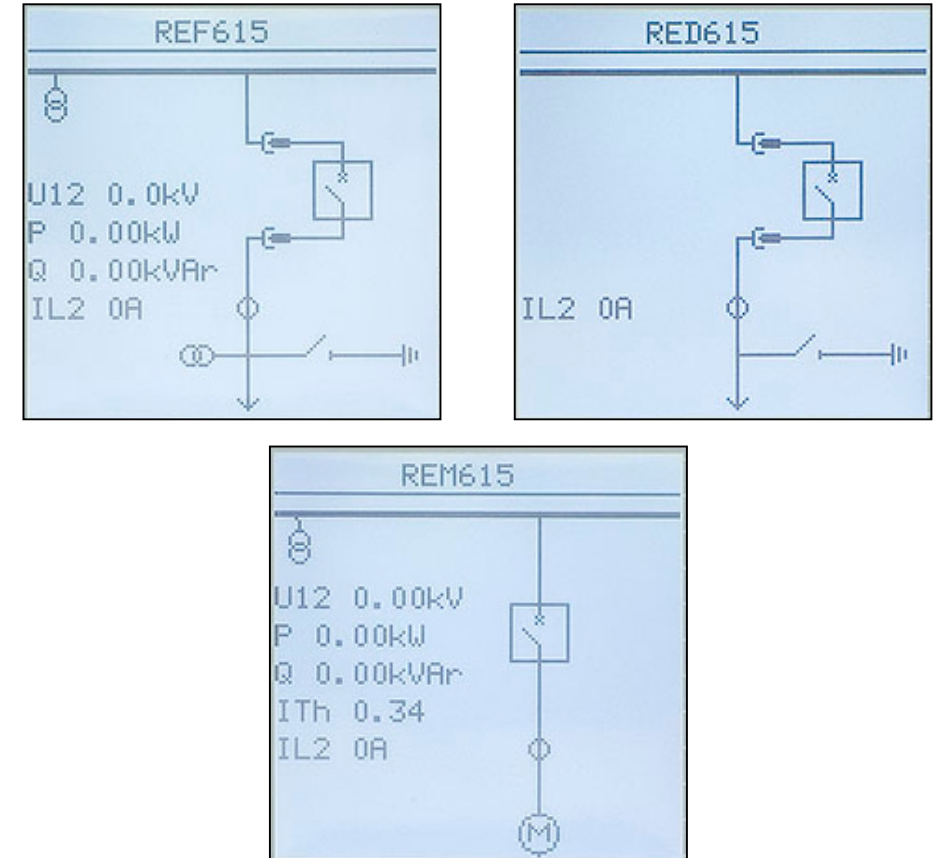 REF615
U12 0.0kV
P 0.00kW
Q 0.00kVAr
IL2 0A
RED615
IL2 0A
REM615
U12 0.00kV
P 0.00kW
Q 0.00kVAr
ITh 0.34
IL2 0A
M